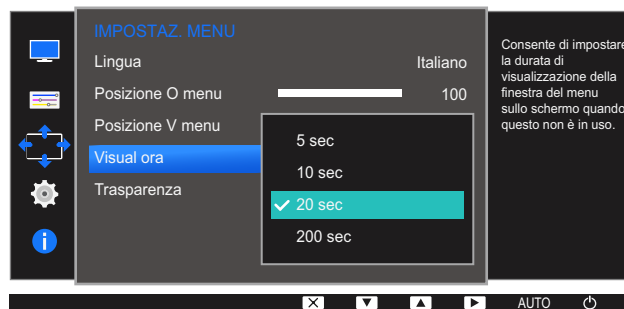 IMPOSTAZ. MENU
Lingua Italiano
Posizione O menu 100
Posizione V menu
Visual ora
Trasparenza
5 sec
10 sec
20 sec
200 sec
Consente di impostare
la durata di
visualizzazione della
finestra del menu
sullo schermo quando
questo non è in uso.
AUTO